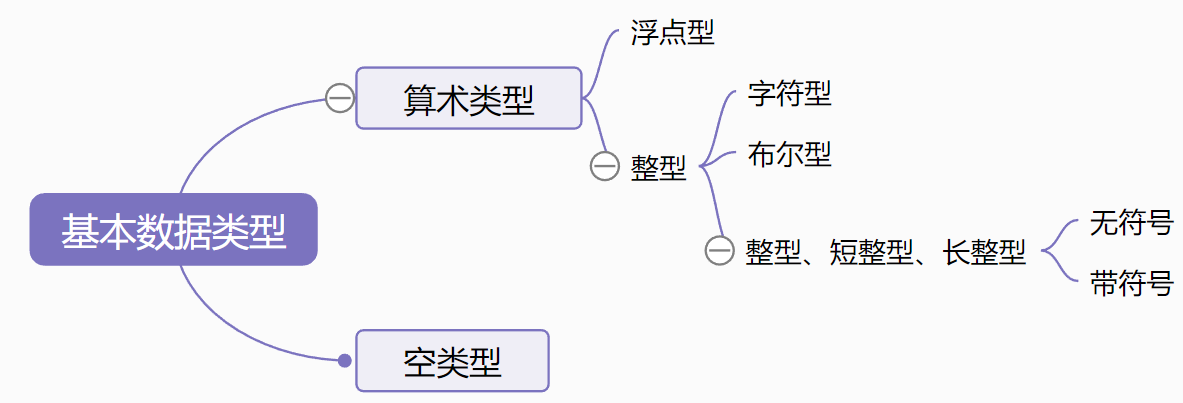 浮点型
算术类型
字符型
整型
布尔型
基本数据类型
整型、短整型、长整型
无符号
带符号
空类型